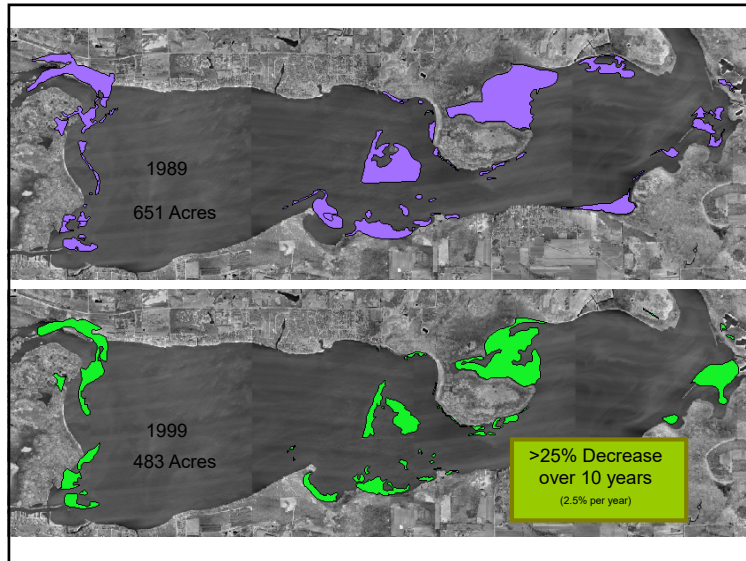 1989
651 Acres
1999
483 Acres
>25% Decrease
over 10 years
(2.5% per year)